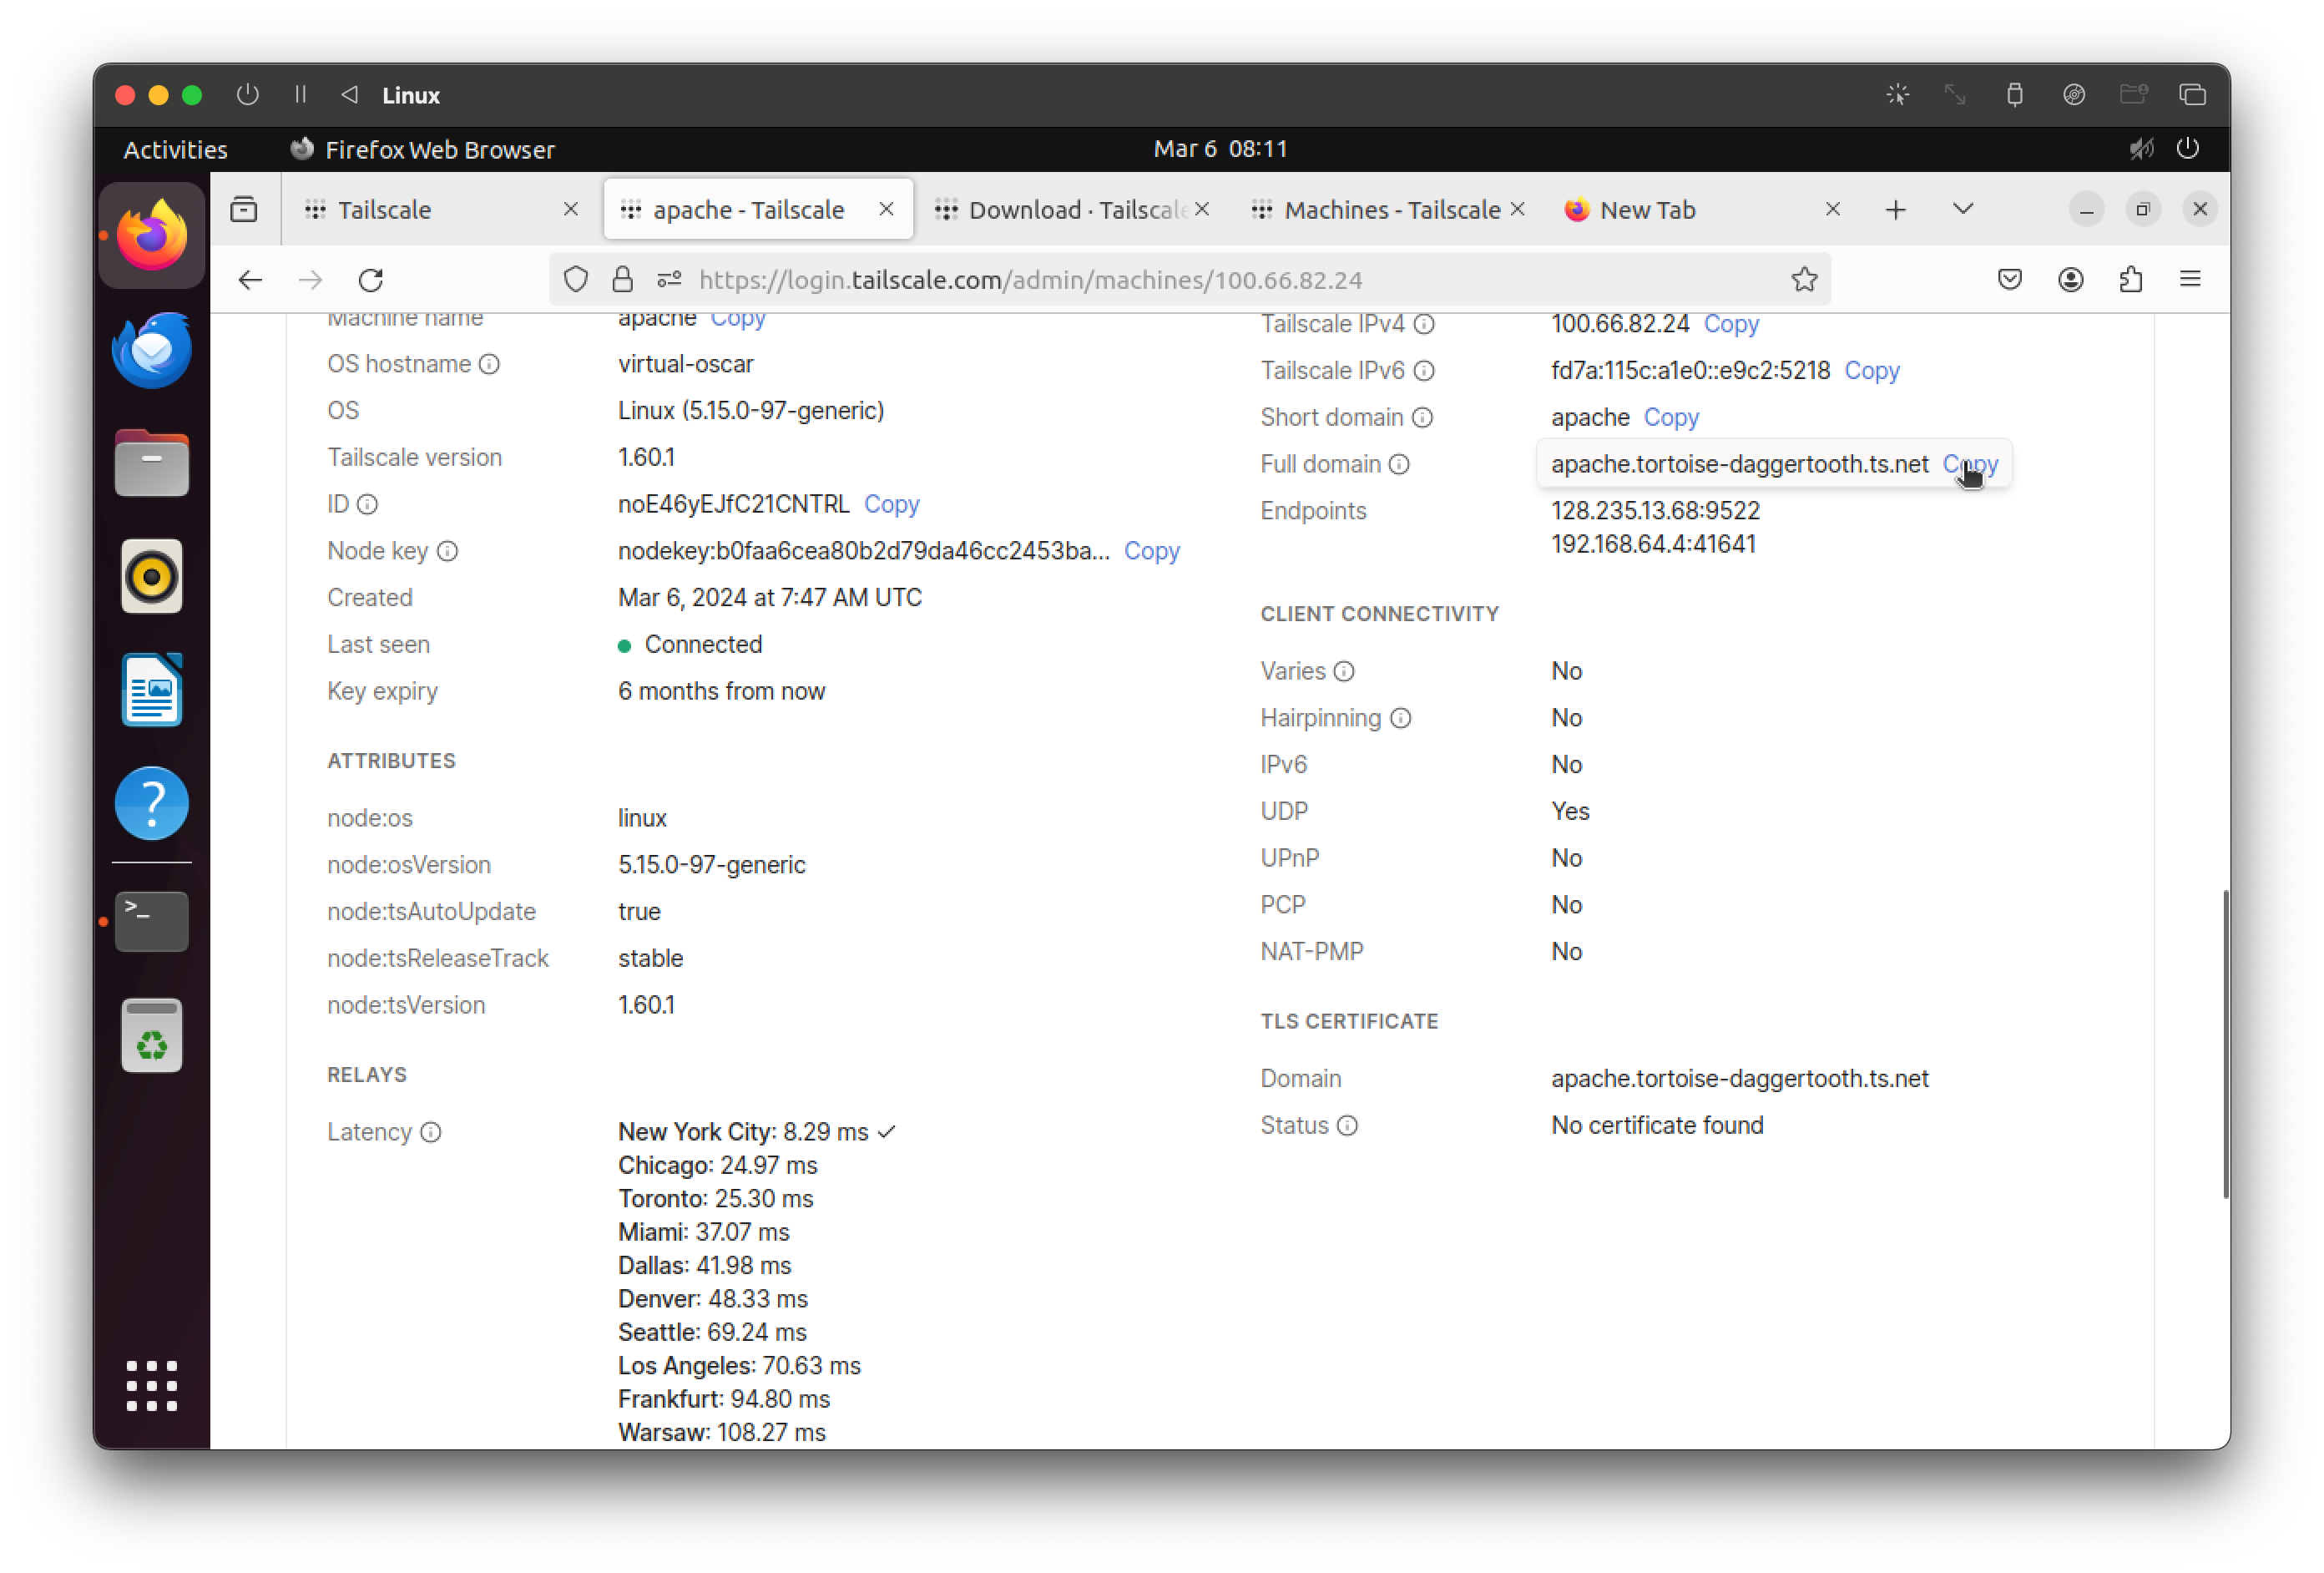 Linux
Activities
Firefox Web Browser
Mar 6 08:11
Tailscale
apache - Tailscale
Download · Tailscale
Machines - Tailscale
New Tab
https://login.tailscale.com/admin/machines/100.66.82.24
Machine name apache Copy
OS hostname virtual-oscar
OS Linux (5.15.0-97-generic)
Tailscale version 1.60.1
ID noE46yEJfC21CNTRL Copy
Node key nodekey:b0faa6cea80b2d79da46cc2453ba... Copy
Created Mar 6, 2024 at 7:47 AM UTC
Last seen Connected
Key expiry 6 months from now
ATTRIBUTES
node:os linux
node:osVersion 5.15.0-97-generic
node:tsAutoUpdate true
node:tsReleaseTrack stable
node:tsVersion 1.60.1
RELAYS
Latency New York City: 8.29 ms ✓
Chicago: 24.97 ms
Toronto: 25.30 ms
Miami: 37.07 ms
Dallas: 41.98 ms
Denver: 48.33 ms
Seattle: 69.24 ms
Los Angeles: 70.63 ms
Frankfurt: 94.80 ms
Warsaw: 108.27 ms
Tailscale IPv4 100.66.82.24 Copy
Tailscale IPv6 fd7a:115c:a1e0::e9c2:5218 Copy
Short domain apache Copy
Full domain apache.tortoise-daggertooth.ts.net Copy
Endpoints 128.235.13.68:9522
192.168.64.4:41641
CLIENT CONNECTIVITY
Varies No
Hairpinning No
IPv6 No
UDP Yes
UPnP No
PCP No
NAT-PMP No
TLS CERTIFICATE
Domain apache.tortoise-daggertooth.ts.net
Status No certificate found